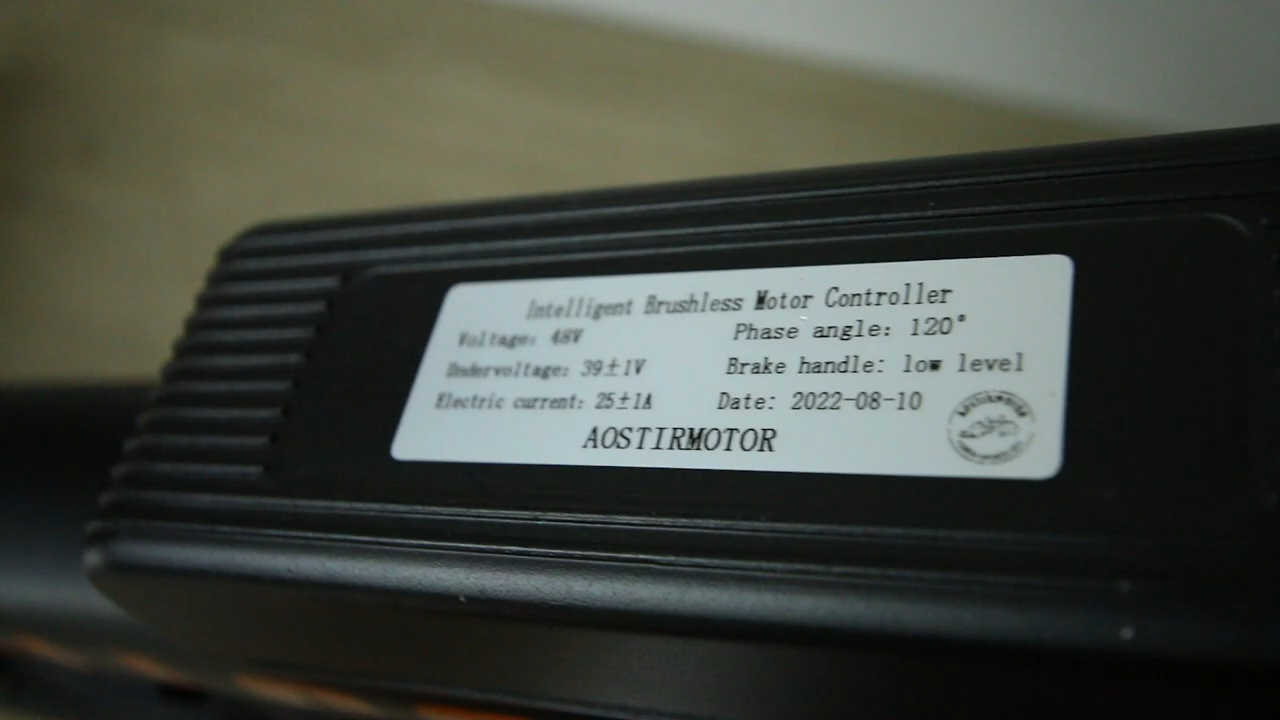 Intelligent Brushless Motor Controller
Voltage: 48V
Phase angle: 120°
Undervoltage: 39±1V
Brake handle: low level
Electric current: 25±1A
Date: 2022-08-10
AOSTIRMOTOR